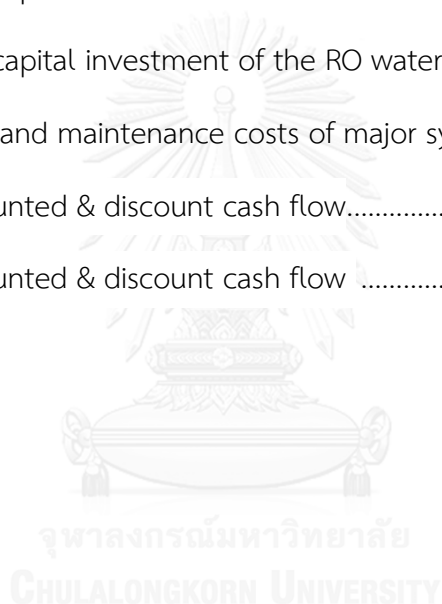 capital investment of the RO water
and maintenance costs of major sy
unted & discount cash flow..............
unted & discount cash flow ............
จุฬาลงกรณ์มหาวิทยาลัย
CHULALONGKORN UNIVERSITY